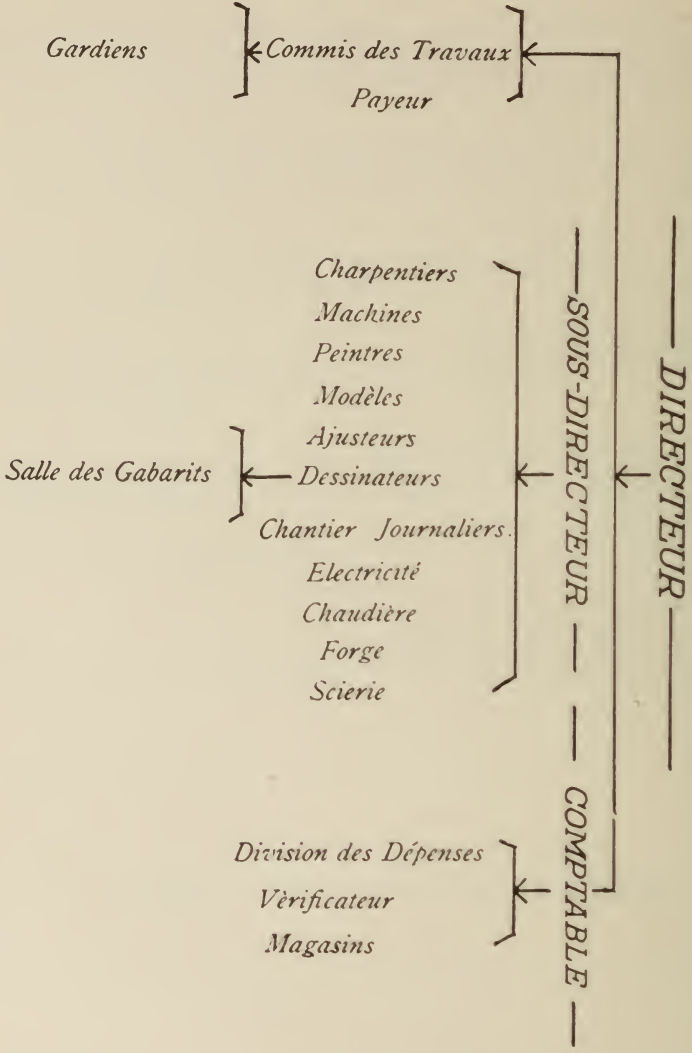 Gardiens
Commis des Travaux
Payeur
Charpentiers
Machines
Peintres
Modèles
Ajusteurs
Salle des Gabarits
Dessinateurs
Chantier Journaliers.
Electricité
Chaudière
Forge
Scierie
Division des Dépenses
Vèrificateur
Magasins
SOUS-DIRECTEUR
COMPTABLE
DIRECTEUR